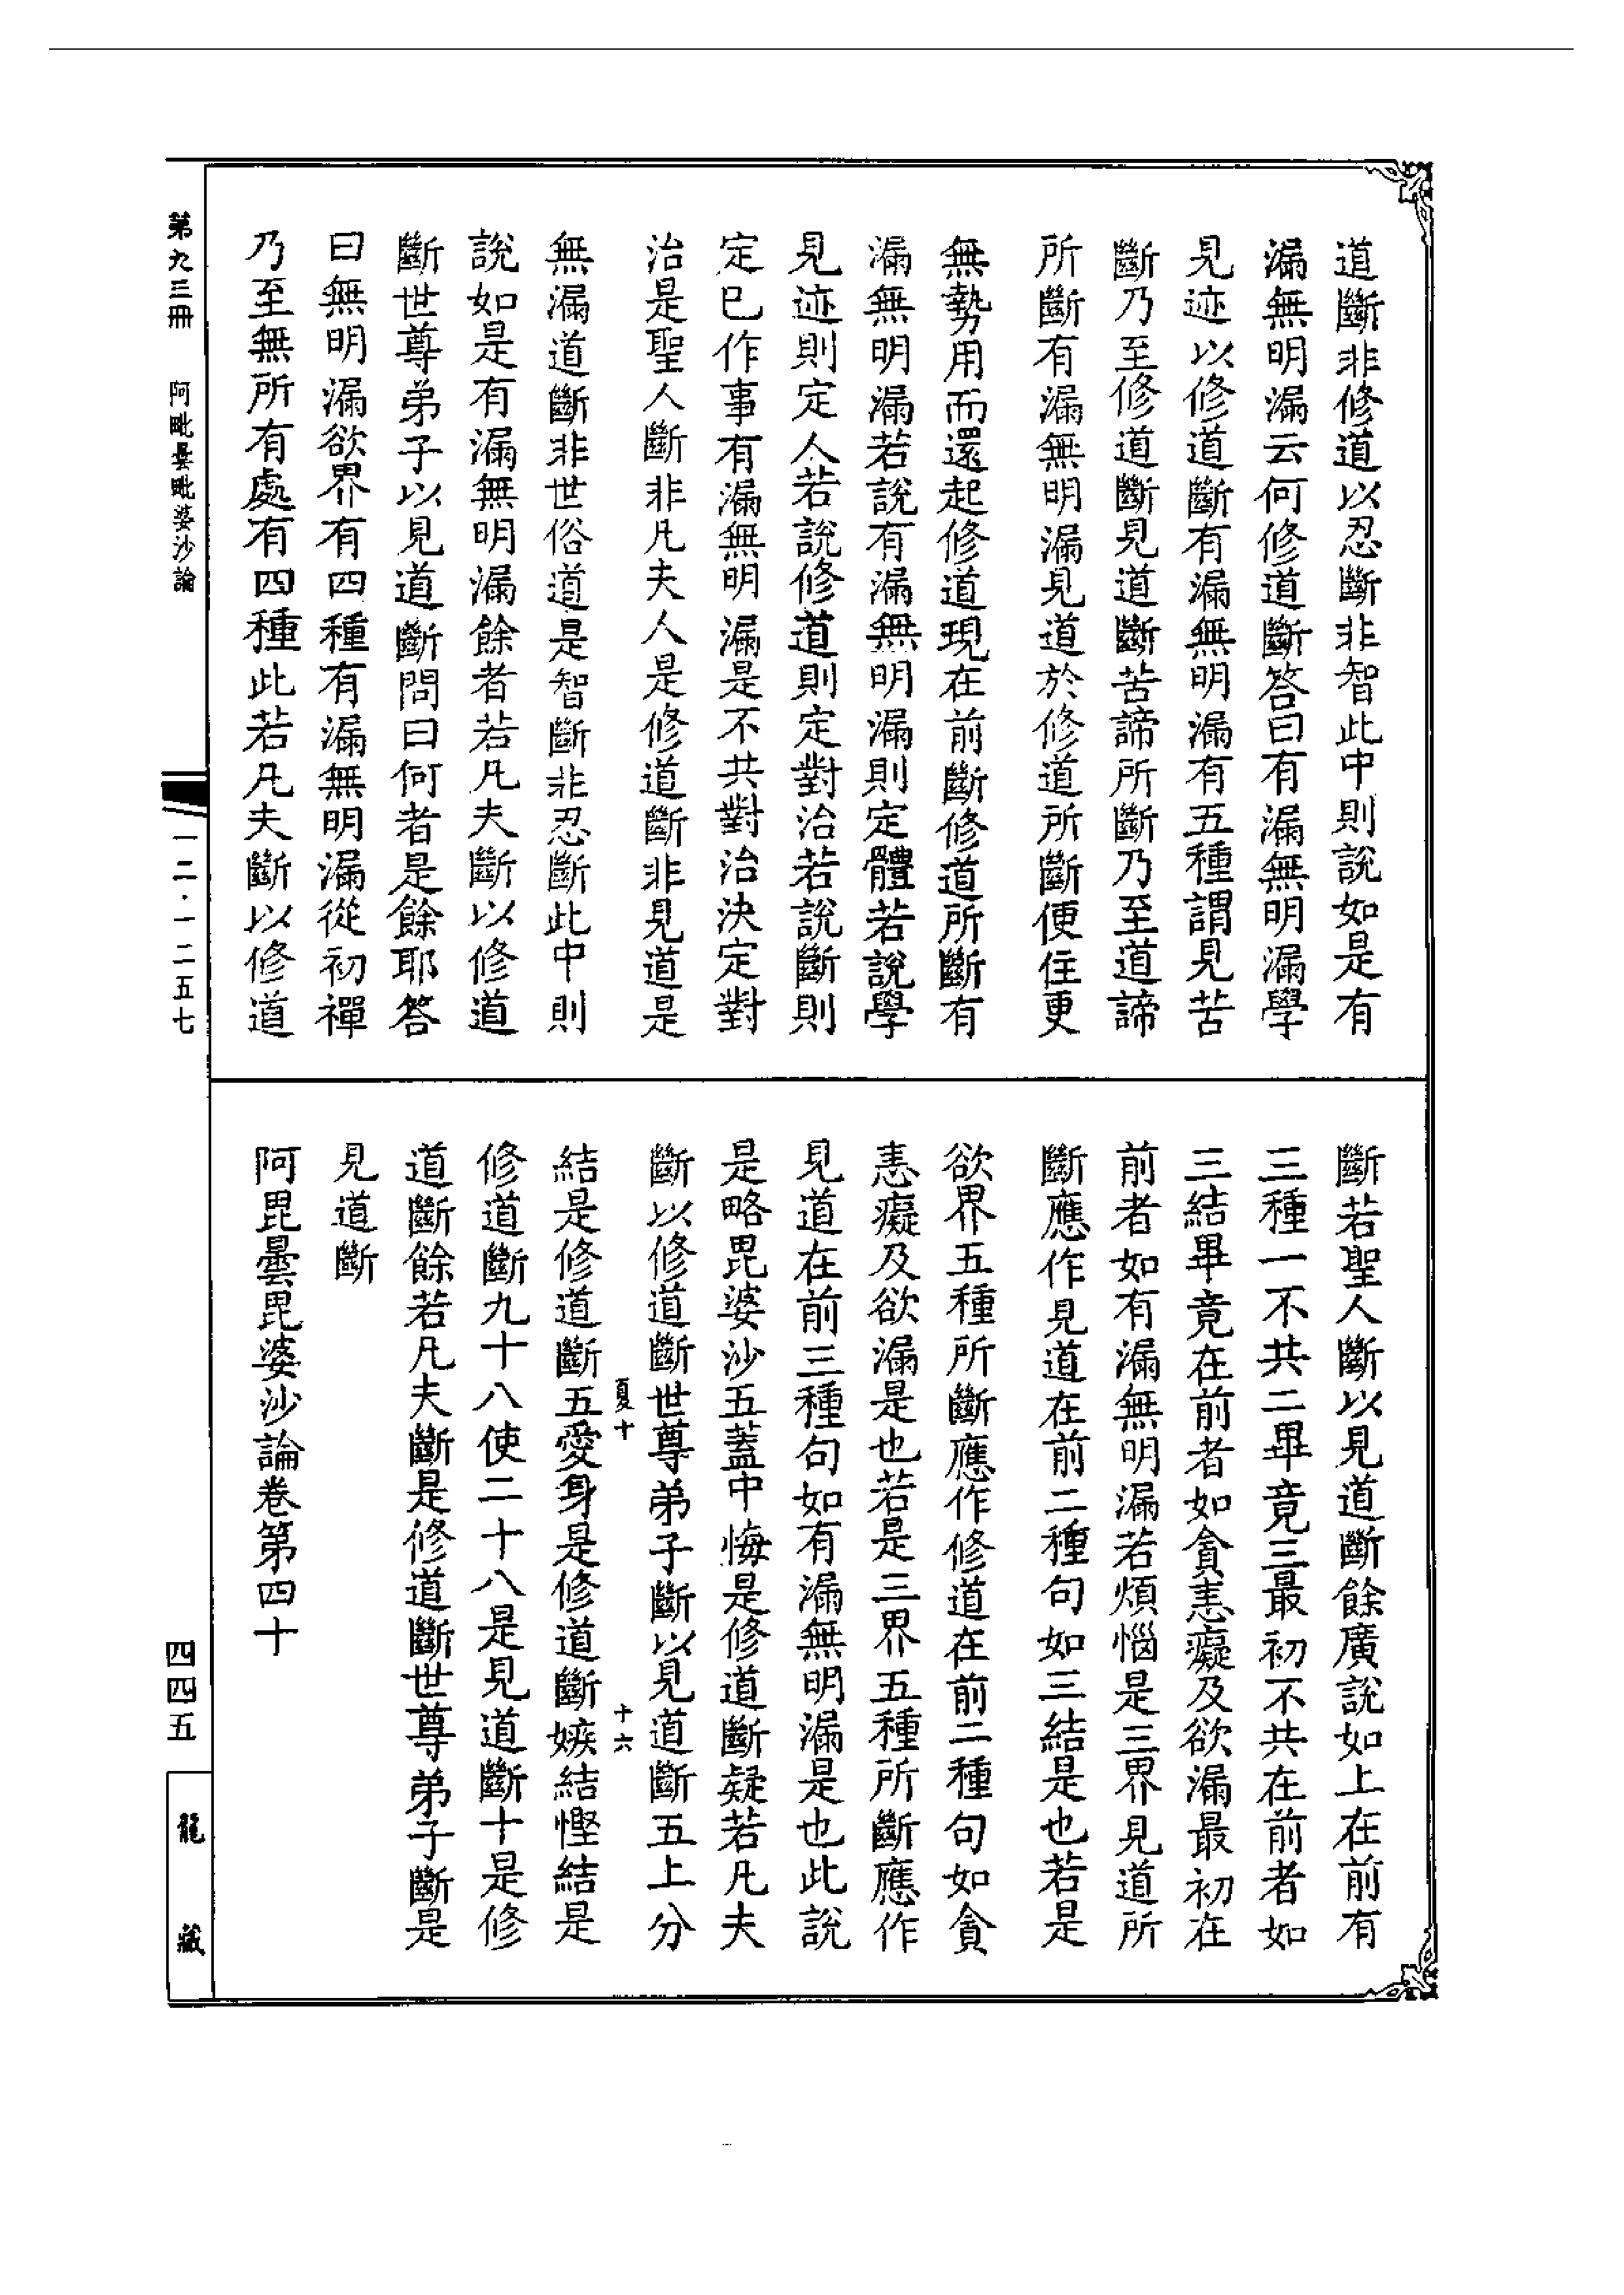 道斷非修道以忍斷非智此中則說如是有
漏無明漏云何修道斷答曰有漏無明漏學
見迹以修道斷有漏無明漏有五種謂見苦
斷乃至修道斷見道斷苦諦所斷乃至道諦
所斷有漏無明漏見道於修道所斷便住更
無勢用而還起修道現在前斷修道所斷有
漏無明漏若說有漏無明漏則定體若說學
見迹則定人若說修道則定對治若說斷則
定已作事有漏無明漏是不共對治決定對
治是聖人斷非凡夫人是修道斷非見道是
無漏道斷非世俗道是智斷非忍斷此中則
說如是有漏無明漏餘者若凡夫斷以修道
斷世尊弟子以見道斷問曰何者是餘耶答
曰無明漏欲界有四種有漏無明漏從初禪
乃至無所有處有四種此若凡夫斷以修道
斷若聖人斷以見道斷餘廣說如上在前有
三種一不共二畢竟三最初不共在前者如
三結畢竟在前者如貪恚癡及欲漏最初在
前者如有漏無明漏若煩惱是三界見道所
斷應作見道在前二種句如三結是也若是
欲界五種所斷應作修道在前二種句如貪
恚癡及欲漏是也若是三界五種所斷應作
見道在前三種句如有漏無明漏是也此說
是略毘婆沙五蓋中悔是修道斷疑若凡夫
斷以修道斷世尊弟子斷以見道斷五上分
夏十
十六
結是修道斷五愛身是修道斷嫉結慳結是
修道斷九十八使二十八是見道斷十是修
道斷餘若凡夫斷是修道斷世尊弟子斷是
見道斷
阿毘曇毘婆沙論卷第四十
第九三冊
阿毗曇毗婆沙論
一二·一二五七
四四五
龍藏